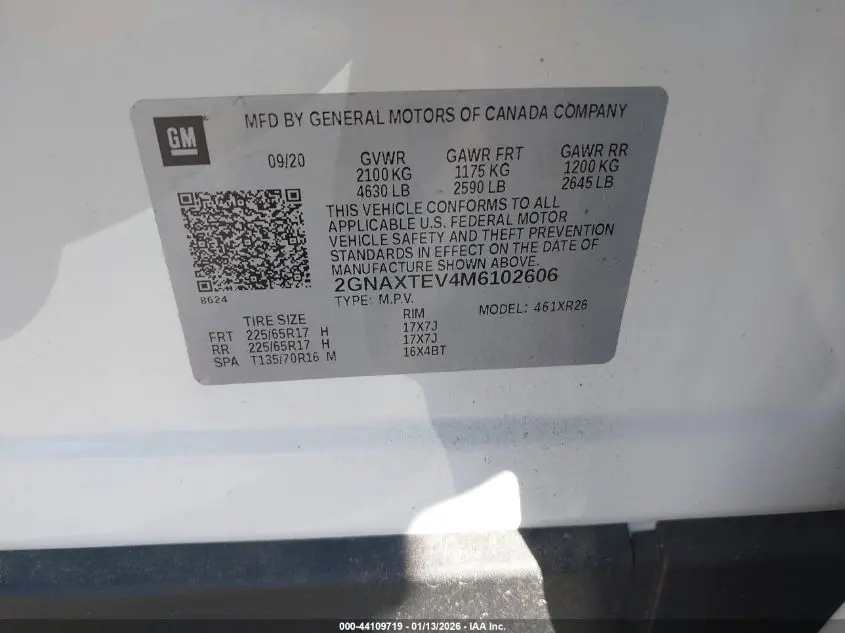 GM
MFD BY GENERAL MOTORS OF CANADA COMPANY
09/20 GVWR GAWR FRT GAWR RR
2100 KG 1175 KG 1200 KG
4630 LB 2590 LB 2645 LB
THIS VEHICLE CONFORMS TO ALL
APPLICABLE U.S. FEDERAL MOTOR
VEHICLE SAFETY AND THEFT PREVENTION
STANDARDS IN EFFECT ON THE DATE OF
MANUFACTURE SHOWN ABOVE.
8624
2GNAXTEV4M6102606
TYPE: M.P.V. MODEL: 461XR26
TIRE SIZE RIM
FRT 225/65R17 H 17X7J
RR 225/65R17 H 17X7J
SPA T135/70R16 M 16X4BT
000-44109719 | 01/13/2026 | COPYRIGHT IAA, LLC.